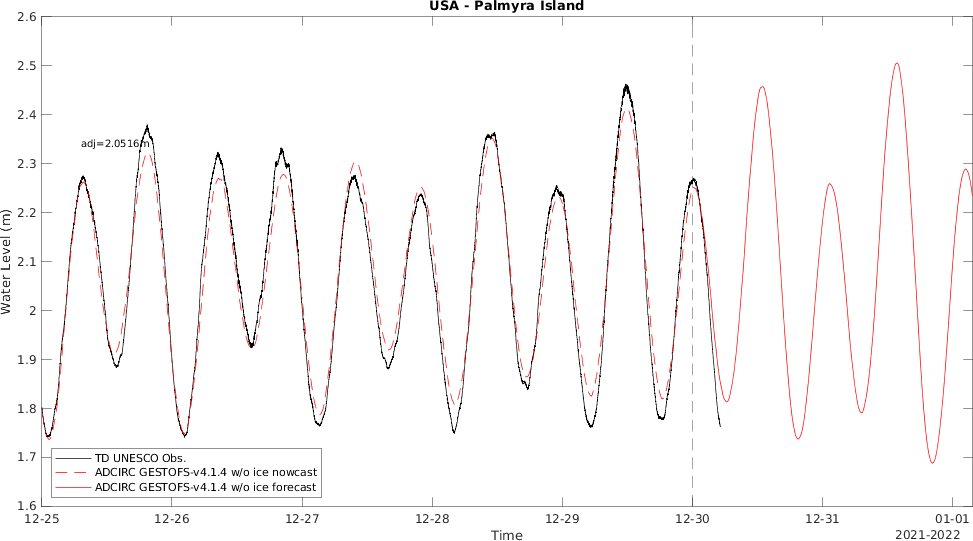 USA - Palmyra Island
2.6
2.5
2.4
2.3
2.2
2.1
2
1.9
1.8
1.7
1.6
Water Level (m)
adj=2.0516m
TD UNESCO Obs.
ADCIRC GESTOFS-v4.1.4 w/o ice nowcast
ADCIRC GESTOFS-v4.1.4 w/o ice forecast
12-25 12-26 12-27 12-28 12-29 12-30 12-31 01-01
Time
2021-2022